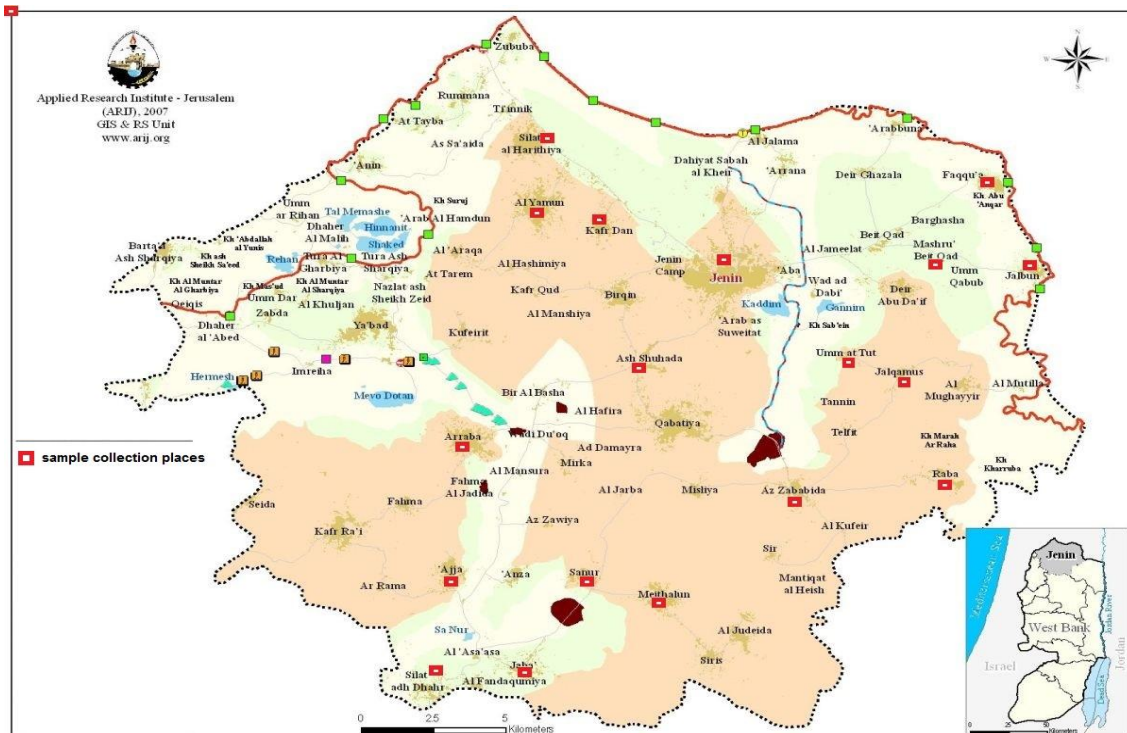 Applied Research Institute - Jerusalem
(ARIJ), 2007
GIS & RS Unit
www.arij.org
N
W E
S
Zububa
Rummana
Ti'innik
At Tayba
Silat
al Harithiya
As Sa'aida
'Anin
Al Jalama
'Arabbuna
Dahiyat Sabah
al Kheir
'Arrana
Deir Ghazala
Faqqu'a
Kh Abu
'Anqar
Umm
ar Rihan
Tal Menashe
Kh Suruj
Al Yamun
Dhaher
Al Malih
Hinnanit
'Arab Al Hamdun
Kafr Dan
Barghasha
Barta'a
Ash Sharqiya
Kh 'Abdallah
al Yunis
Shaked
Beit Qad
Kh ash
Sheikh Sa'eed
Rehan
Tura Al
Gharbiya
Tura Ash
Sharqiya
Al 'Araqa
Al Jameelat
Mashru'
Beit Qad
Al Hashimiya
Jenin
Camp
Jenin
'Aba
Umm
Qabub
Jalbun
Kh Al Muntar
Al Gharbiya
Kh Mas'ud
Kh Al Muntar
Al Sharqiya
At Tarem
Wad ad
Dabi'
Qeiqis
Umm Dar
Zabda
Al Khuljan
Nazlat ash
Sheikh Zeid
Kafr Qud
Birqin
Deir
Abu Da'if
Kaddim
Gannim
Al Manshiya
Dhaher
al 'Abed
Ya'bad
Kufeirit
'Arab as
Suweitat
Kh Sab'ein
Ash Shuhada
Umm at Tut
Imreiha
Hermesh
Jalqamus
Mevo Dotan
Bir Al Basha
Al Hafira
Tannin
Al
Mughayyir
Al Mutilla
Qabatiya
Arraba
Wadi Du'oq
Ad Damayra
Telfit
Kh Marah
Ar Raha
Al Mansura
Mirka
Kh
Kharruba
Fahma
Al Jadida
Raba
Seida
Fahma
Al Jarba
Misliya
Az Zababida
Kafr Ra'i
Az Zawiya
Al Kufeir
Sir
Ar Rama
'Ajja
'Anza
Sanur
Meithalun
Mantiqat
al Heish
Sa Nur
Al Judeida
Al 'Asa'asa
Siris
Silat
adh Dhahr
Jaba'
Al Fandaqumiya
sample collection places
0 2.5 5
Kilometers
Mediterranean Sea
Jenin
West Bank
Jordan River
Jordan
Israel
Dead Sea
0 25 50
Kilometers